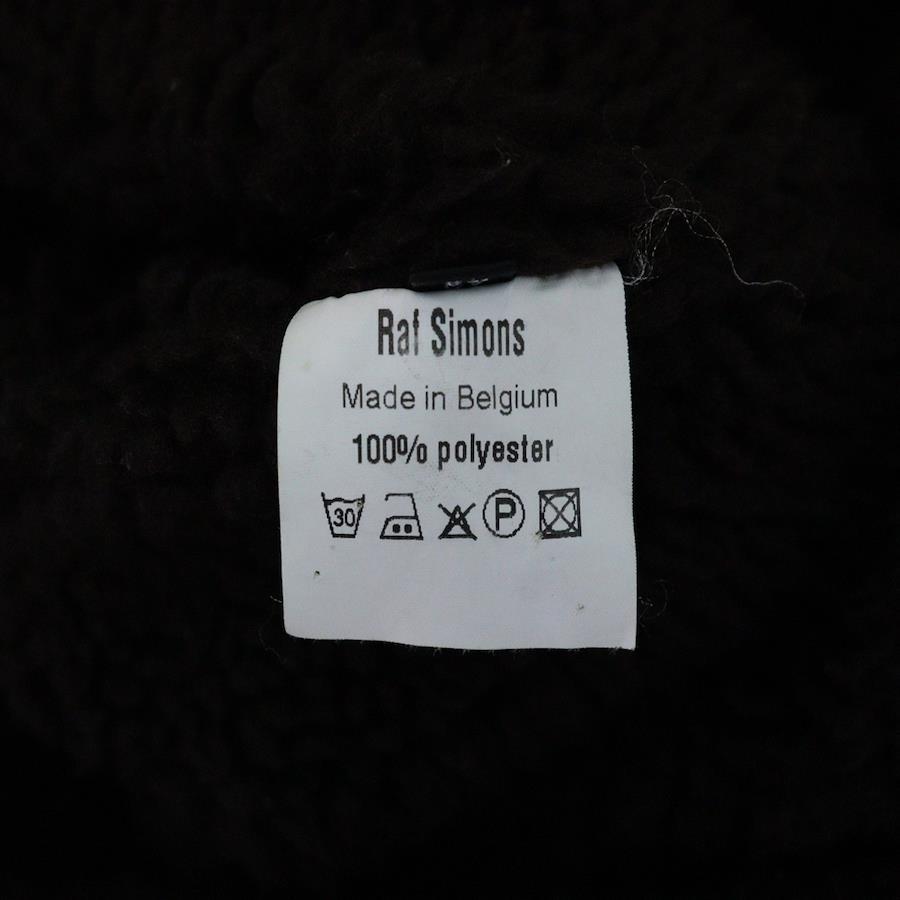 Raf Simons
Made in Belgium
100% polyester
30 P